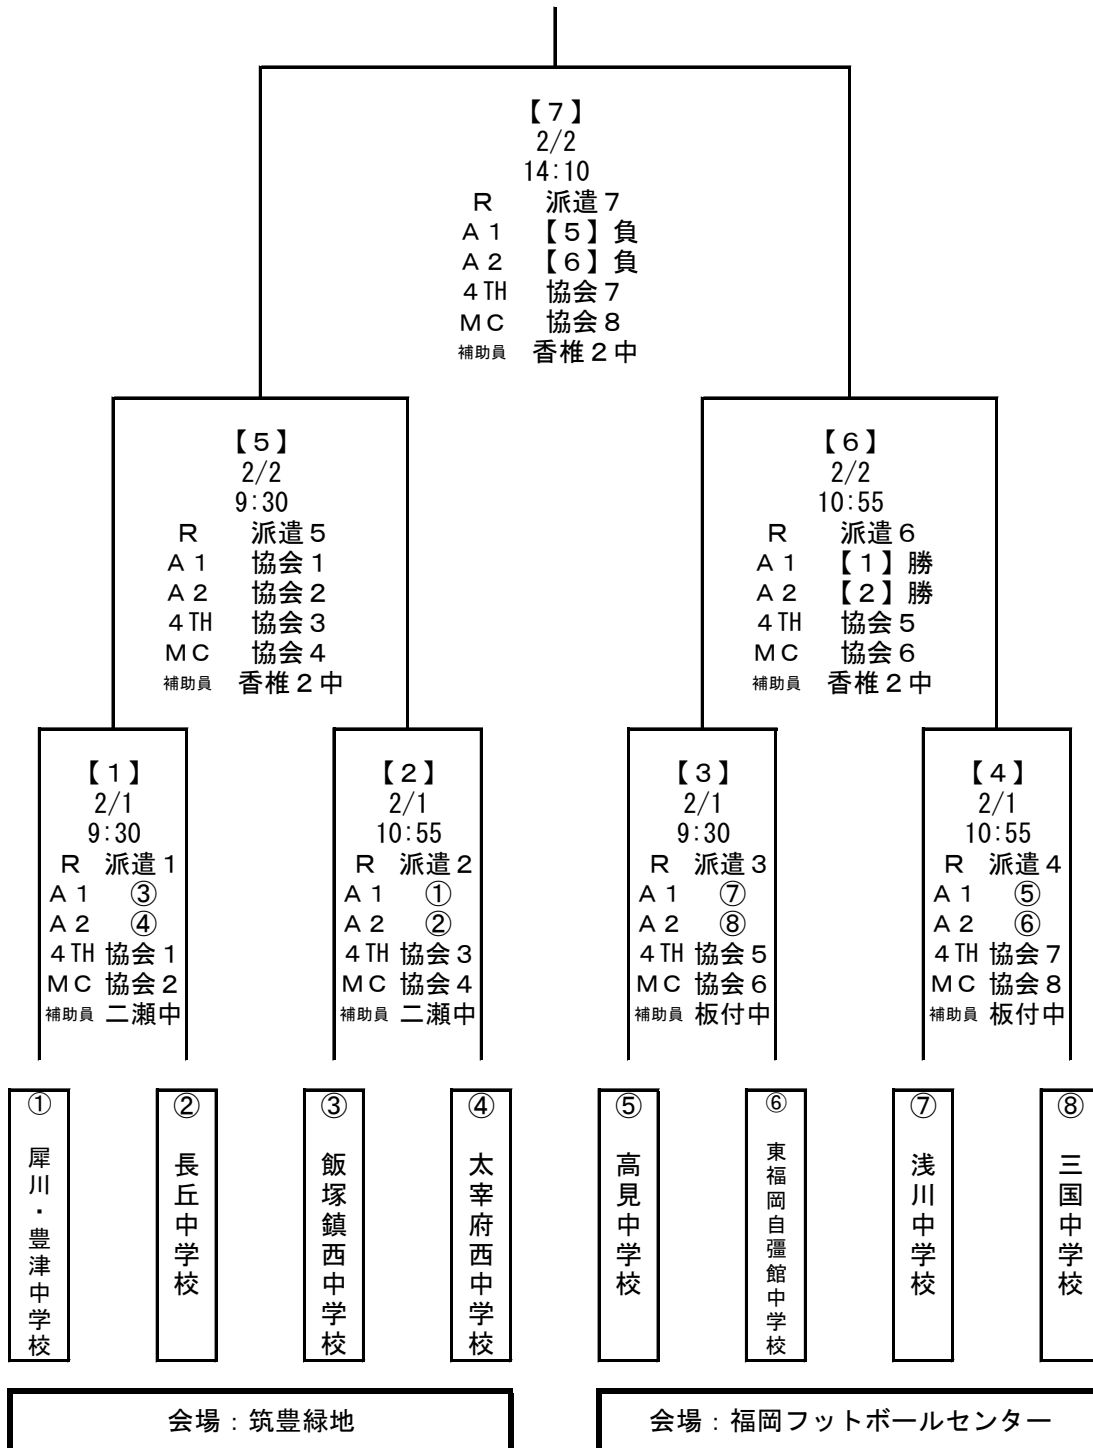 【７】
2/2
14:10
Ｒ 派遣７
Ａ１ 【５】負
Ａ２ 【６】負
４TH 協会７
ＭＣ 協会８
補助員 香椎２中
【５】
2/2
9:30
Ｒ 派遣５
Ａ１ 協会１
Ａ２ 協会２
４TH 協会３
ＭＣ 協会４
補助員 香椎２中
【６】
2/2
10:55
Ｒ 派遣６
Ａ１ 【１】勝
Ａ２ 【２】勝
４TH 協会５
ＭＣ 協会６
補助員 香椎２中
【１】
2/1
9:30
Ｒ 派遣１
Ａ１ ③
Ａ２ ④
４TH 協会１
ＭＣ 協会２
補助員 二瀬中
【２】
2/1
10:55
Ｒ 派遣２
Ａ１ ①
Ａ２ ②
４TH 協会３
ＭＣ 協会４
補助員 二瀬中
【３】
2/1
9:30
Ｒ 派遣３
Ａ１ ⑦
Ａ２ ⑧
４TH 協会５
ＭＣ 協会６
補助員 板付中
【４】
2/1
10:55
Ｒ 派遣４
Ａ１ ⑤
Ａ２ ⑥
４TH 協会７
ＭＣ 協会８
補助員 板付中
① 犀川・豊津中学校
② 長丘中学校
③ 飯塚鎮西中学校
④ 太宰府西中学校
⑤ 高見中学校
⑥ 東福岡自彊館中学校
⑦ 浅川中学校
⑧ 三国中学校
会場：筑豊緑地
会場：福岡フットボールセンター